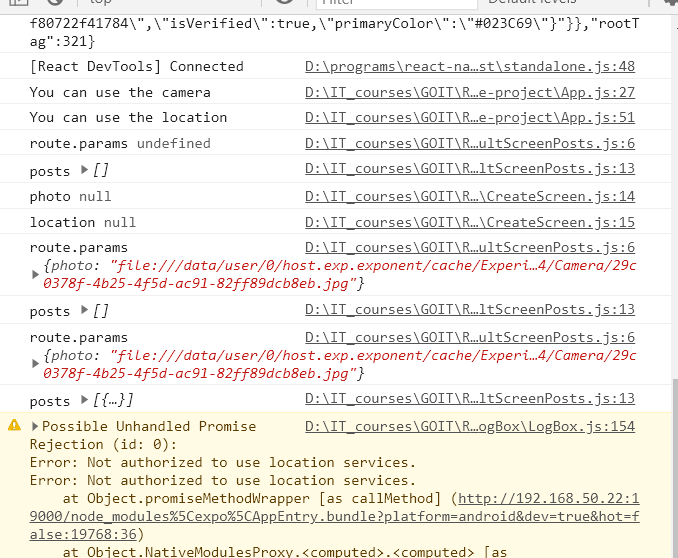 top
Filter
Default levels
f80722f41784\",\"isVerified\":true,\"primaryColor\":\"#023C69\"}"}},"rootT
ag":321}
[React DevTools] Connected D:\programs\react-na…st\standalone.js:48
You can use the camera D:\IT_courses\GOIT\R…e-project\App.js:27
You can use the location D:\IT_courses\GOIT\R…e-project\App.js:51
route.params undefined D:\IT_courses\GOIT\R…ultScreenPosts.js:6
posts ▶[] D:\IT_courses\GOIT\R…ltScreenPosts.js:13
photo null D:\IT_courses\GOIT\R…\CreateScreen.js:14
location null D:\IT_courses\GOIT\R…\CreateScreen.js:15
route.params D:\IT_courses\GOIT\R…ultScreenPosts.js:6
{photo: "file:///data/user/0/host.exp.exponent/cache/Experi…4/Camera/29c
0378f-4b25-4f5d-ac91-82ff89dcb8eb.jpg"}
posts ▶[] D:\IT_courses\GOIT\R…ltScreenPosts.js:13
route.params D:\IT_courses\GOIT\R…ultScreenPosts.js:6
{photo: "file:///data/user/0/host.exp.exponent/cache/Experi…4/Camera/29c
0378f-4b25-4f5d-ac91-82ff89dcb8eb.jpg"}
posts ▶[{…}] D:\IT_courses\GOIT\R…ltScreenPosts.js:13
▶Possible Unhandled Promise D:\IT_courses\GOIT\R…ogBox\LogBox.js:154
Rejection (id: 0):
Error: Not authorized to use location services.
Error: Not authorized to use location services.
at Object.promiseMethodWrapper [as callMethod] (http://192.168.50.22:1
9000/node_modules%5Cexpo%5CAppEntry.bundle?platform=android&dev=true&hot=f
alse:19768:36)
at Object.NativeModulesProxy.<computed>.<computed> [as